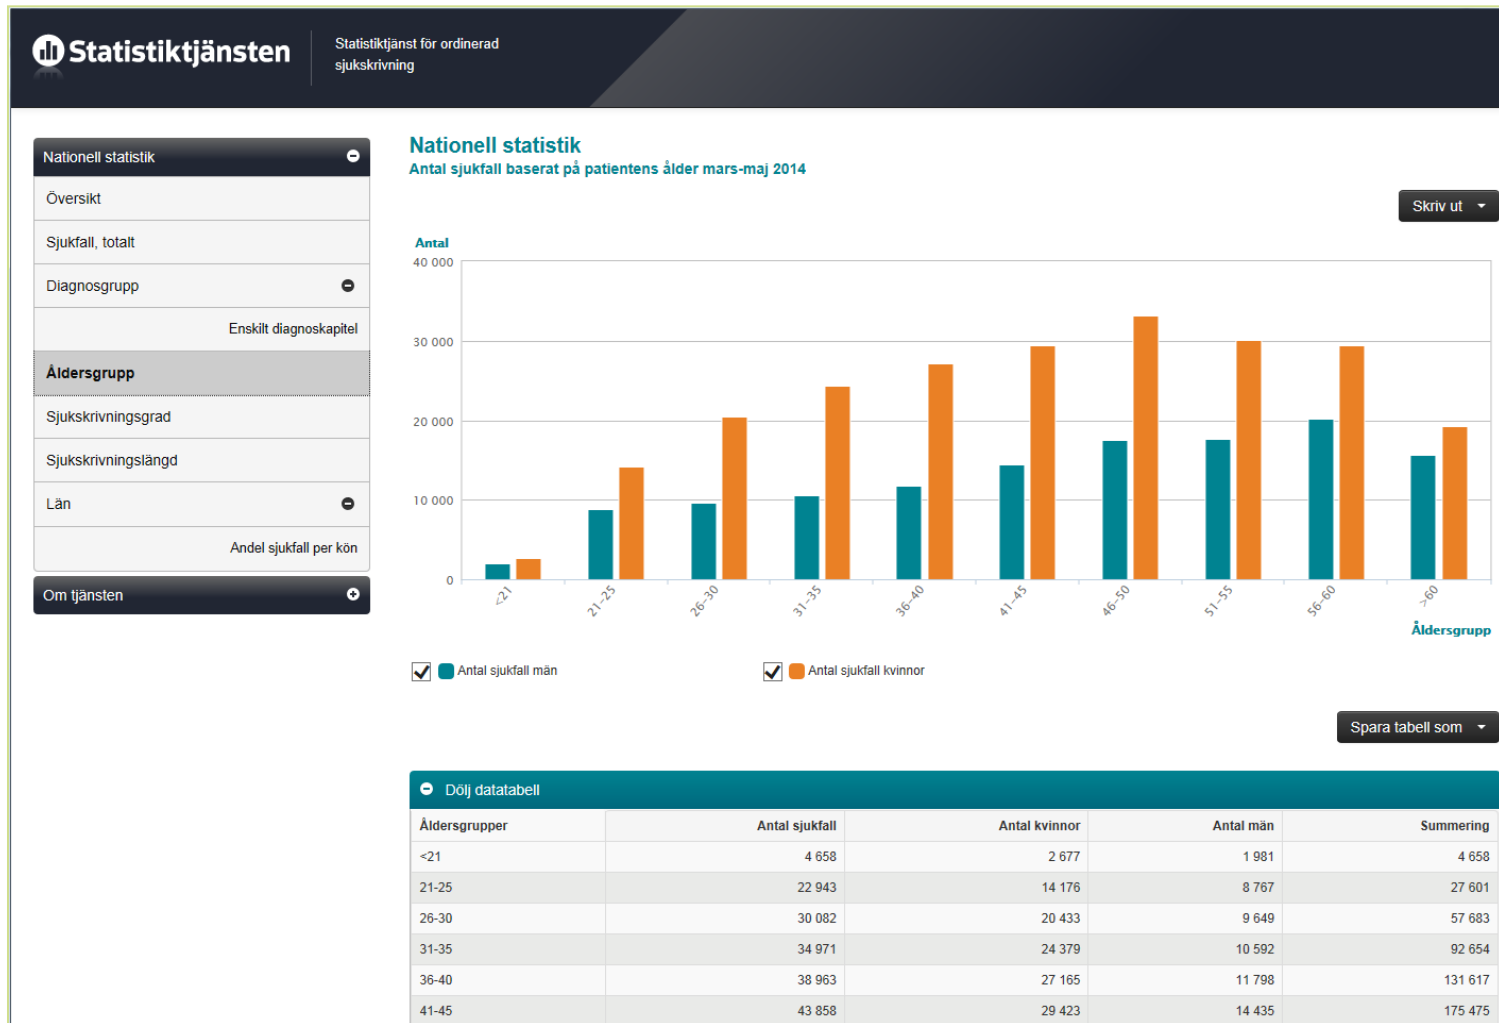 Statistiktjänsten
Statistiktjänst för ordinerad
sjukskrivning
Nationell statistik
Översikt
Sjukfall, totalt
Diagnosgrupp
Enskilt diagnoskapitel
Åldersgrupp
Sjukskrivningsgrad
Sjukskrivningslängd
Län
Andel sjukfall per kön
Om tjänsten
Nationell statistik
Antal sjukfall baserat på patientens ålder mars-maj 2014
Skriv ut
Antal
40 000
30 000
20 000
10 000
0
<21
21-25
26-30
31-35
36-40
41-45
46-50
51-55
56-60
>60
Åldersgrupp
Antal sjukfall män
Antal sjukfall kvinnor
Spara tabell som
Dölj datatabell
Åldersgrupper Antal sjukfall Antal kvinnor Antal män Summering
<21 4 658 2 677 1 981 4 658
21-25 22 943 14 176 8 767 27 601
26-30 30 082 20 433 9 649 57 683
31-35 34 971 24 379 10 592 92 654
36-40 38 963 27 165 11 798 131 617
41-45 43 858 29 423 14 435 175 475